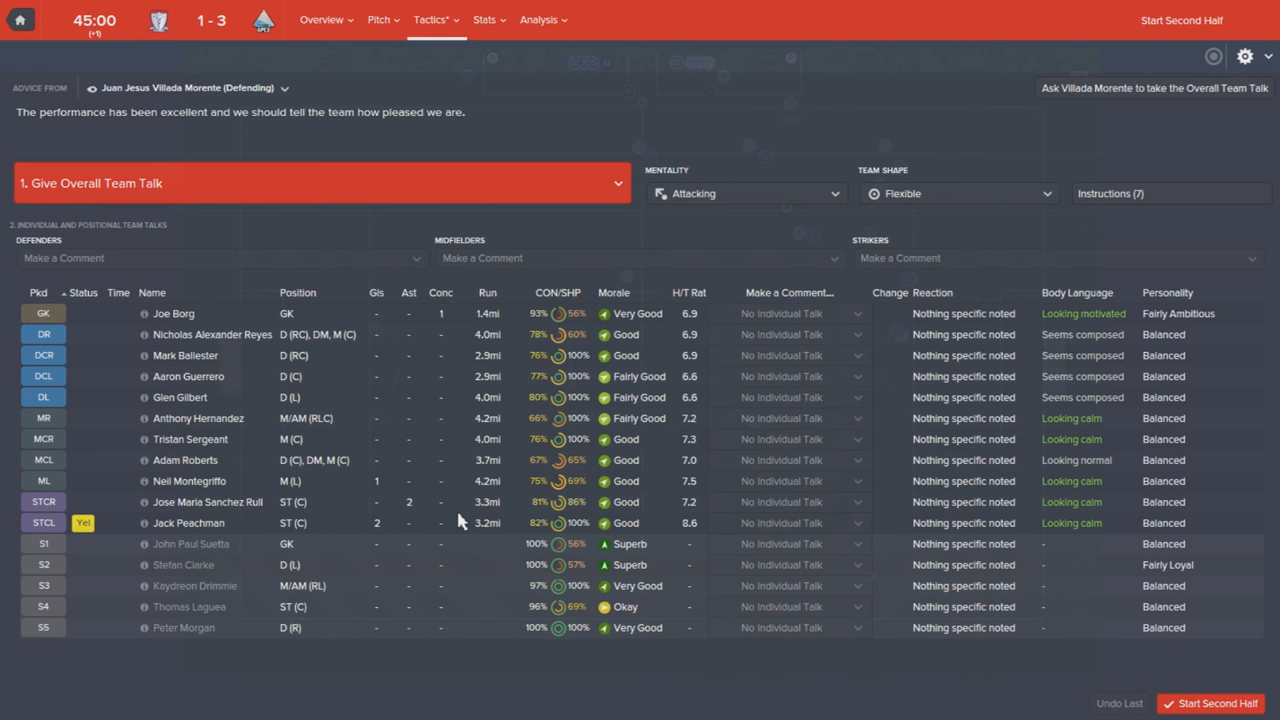 45:00
(+1)
1 - 3
Overview
Pitch
Tactics*
Stats
Analysis
Start Second Half
ADVICE FROM
Juan Jesus Villada Morente (Defending)
Ask Villada Morente to take the Overall Team Talk
The performance has been excellent and we should tell the team how pleased we are.
1. Give Overall Team Talk
MENTALITY
Attacking
TEAM SHAPE
Flexible
Instructions (7)
2. INDIVIDUAL AND POSITIONAL TEAM TALKS
DEFENDERS
MIDFIELDERS
STRIKERS
Make a Comment
Make a Comment
Make a Comment
Pkd Status Time Name Position Gls Ast Conc Run CON/SHP Morale H/T Rat Make a Comment... Change Reaction Body Language Personality
GK Joe Borg GK - - 1 1.4mi 93% 56% Very Good 6.9 No Individual Talk Nothing specific noted Looking motivated Fairly Ambitious
DR Nicholas Alexander Reyes D (RC), DM, M (C) - - - 4.0mi 78% 60% Good 6.9 No Individual Talk Nothing specific noted Seems composed Balanced
DCR Mark Ballester D (RC) - - - 2.9mi 76% 100% Good 6.9 No Individual Talk Nothing specific noted Seems composed Balanced
DCL Aaron Guerrero D (C) - - - 2.9mi 77% 100% Fairly Good 6.6 No Individual Talk Nothing specific noted Seems composed Balanced
DL Glen Gilbert D (L) - - - 4.0mi 80% 100% Fairly Good 6.6 No Individual Talk Nothing specific noted Seems composed Balanced
MR Anthony Hernandez M/AM (RLC) - - - 4.2mi 66% 100% Fairly Good 7.2 No Individual Talk Nothing specific noted Looking calm Balanced
MCR Tristan Sergeant M (C) - - - 4.0mi 76% 100% Good 7.3 No Individual Talk Nothing specific noted Looking calm Balanced
MCL Adam Roberts D (C), DM, M (C) - - - 3.7mi 67% 65% Good 7.0 No Individual Talk Nothing specific noted Looking normal Balanced
ML Neil Montegriffo M (L) 1 - - 4.2mi 75% 69% Good 7.5 No Individual Talk Nothing specific noted Looking calm Balanced
STCR Jose Maria Sanchez Rull ST (C) - 2 - 3.3mi 81% 86% Good 7.2 No Individual Talk Nothing specific noted Looking calm Balanced
STCL Yel Jack Peachman ST (C) 2 - - 3.2mi 82% 100% Good 8.6 No Individual Talk Nothing specific noted Looking calm Balanced
S1 John Paul Suetta GK - - - 100% 56% Superb - No Individual Talk Nothing specific noted - Balanced
S2 Stefan Clarke D (L) - - - 100% 57% Superb - No Individual Talk Nothing specific noted - Fairly Loyal
S3 Kaydreon Drimmie M/AM (RL) - - - 97% 100% Very Good - No Individual Talk Nothing specific noted - Balanced
S4 Thomas Laguea ST (C) - - - 96% 69% Okay - No Individual Talk Nothing specific noted - Balanced
S5 Peter Morgan D (R) - - - 100% 100% Very Good - No Individual Talk Nothing specific noted - Balanced
Undo Last
Start Second Half